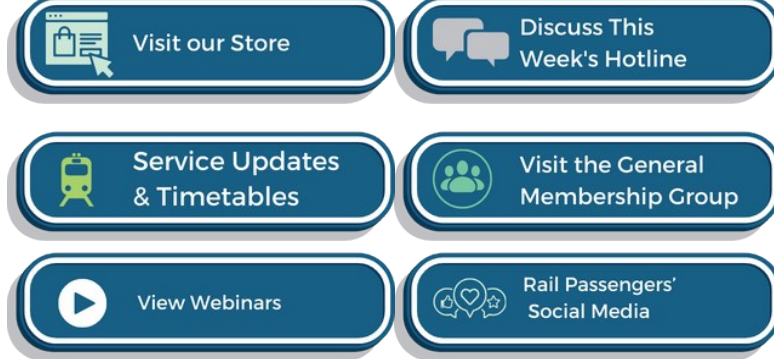 Visit our Store
Discuss This
Week's Hotline
Service Updates
& Timetables
Visit the General
Membership Group
View Webinars
Rail Passengers’
Social Media